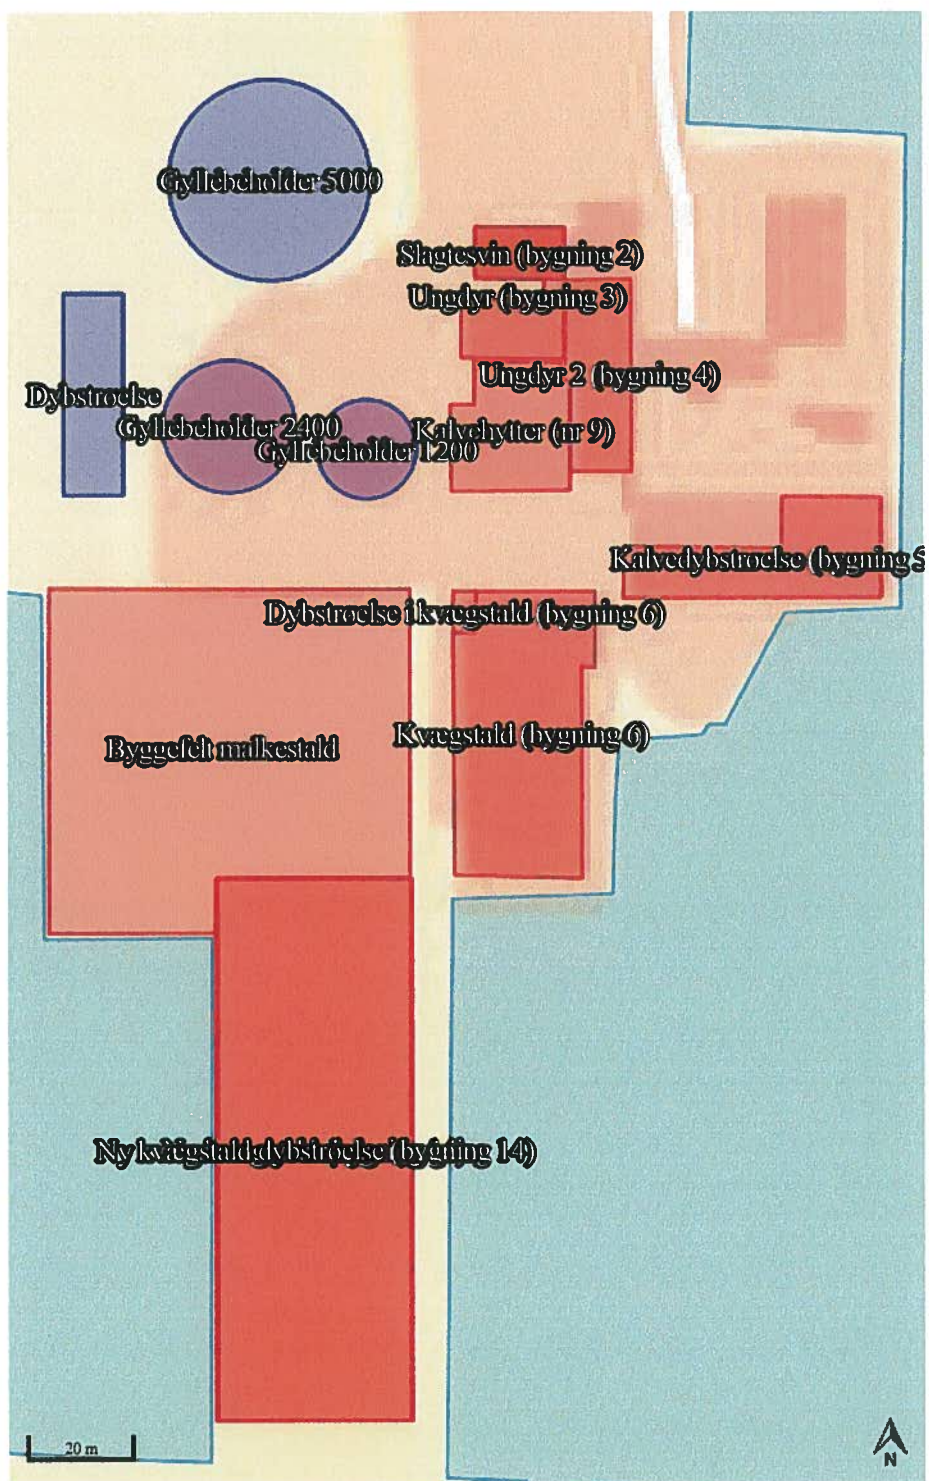 Gyllebeholder 5000
Slagtesvin (bygning 2)
Ungdyr (bygning 3)
Ungdyr 2 (bygning 4)
Dybstrøelse
Gyllebeholder 2400
Kalvehytter (nr 9)
Gyllebeholder 1200
Kalvedybstrøelse (bygning 5
Dybstrøelse i kvægstald (bygning 6)
Kvægstald (bygning 6)
Byggefelt malkestald
Ny kvægstald (bygning 14)
20 m
N